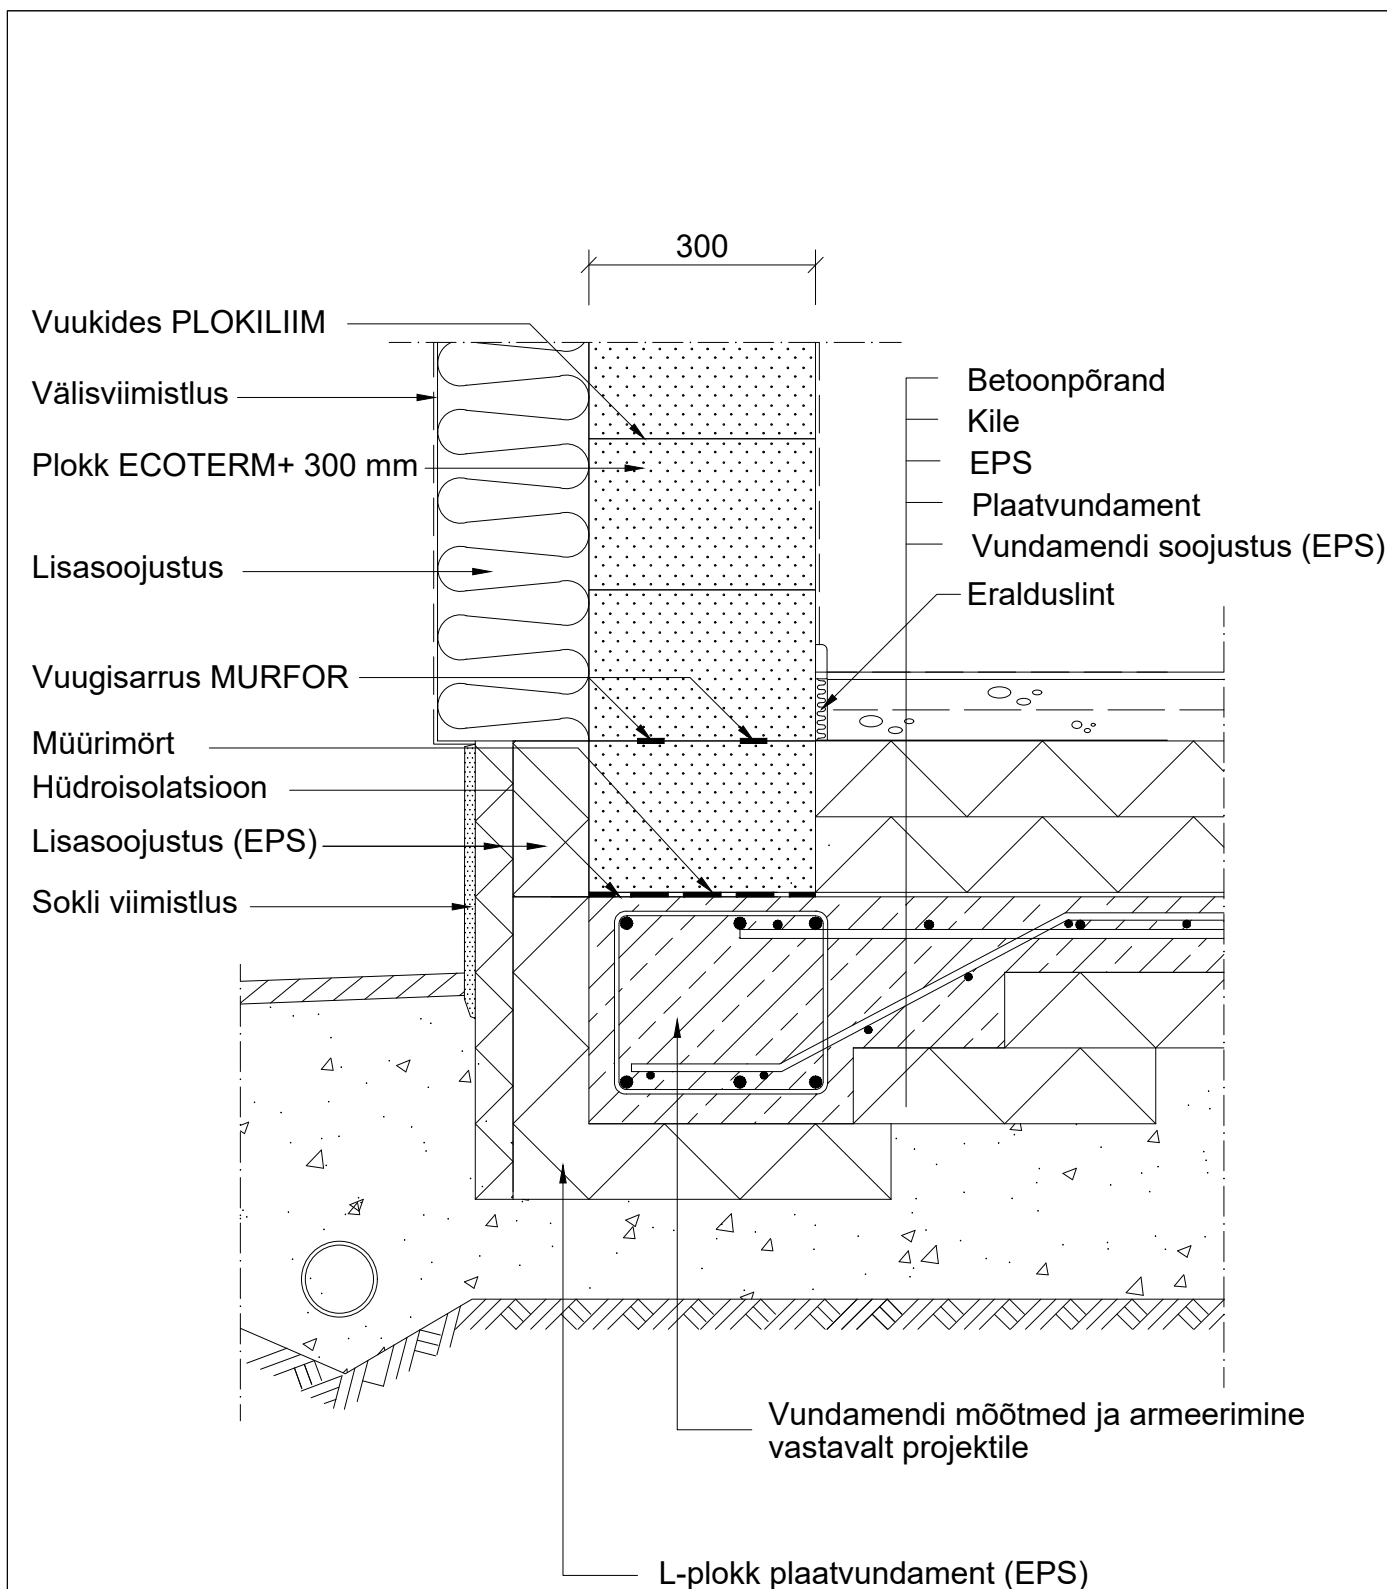 300
Vuukides PLOKILIIM
Välisviimistlus
Plokk ECOTERM+ 300 mm
Lisasoojustus
Vuugisarrus MURFOR
Müürimört
Hüdroisolatsioon
Lisasoojustus (EPS)
Sokli viimistlus
Betoonpõrand
Kile
EPS
Plaatvundament
Vundamendi soojustus (EPS)
Eralduslint
Vundamendi mõõtmed ja armeerimine
vastavalt projektile
L-plokk plaatvundament (EPS)